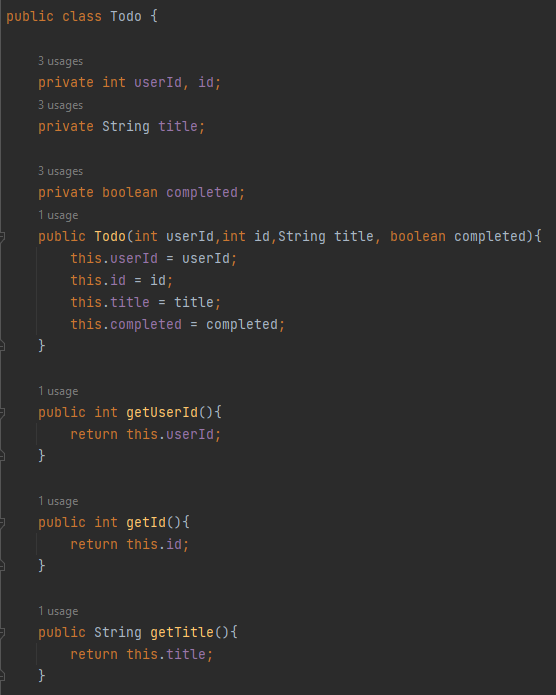 public class Todo {
3 usages
private int userId, id;
3 usages
private String title;
3 usages
private boolean completed;
1 usage
public Todo(int userId,int id,String title, boolean completed){
this.userId = userId;
this.id = id;
this.title = title;
this.completed = completed;
}
1 usage
public int getUserId(){
return this.userId;
}
1 usage
public int getId(){
return this.id;
}
1 usage
public String getTitle(){
return this.title;
}